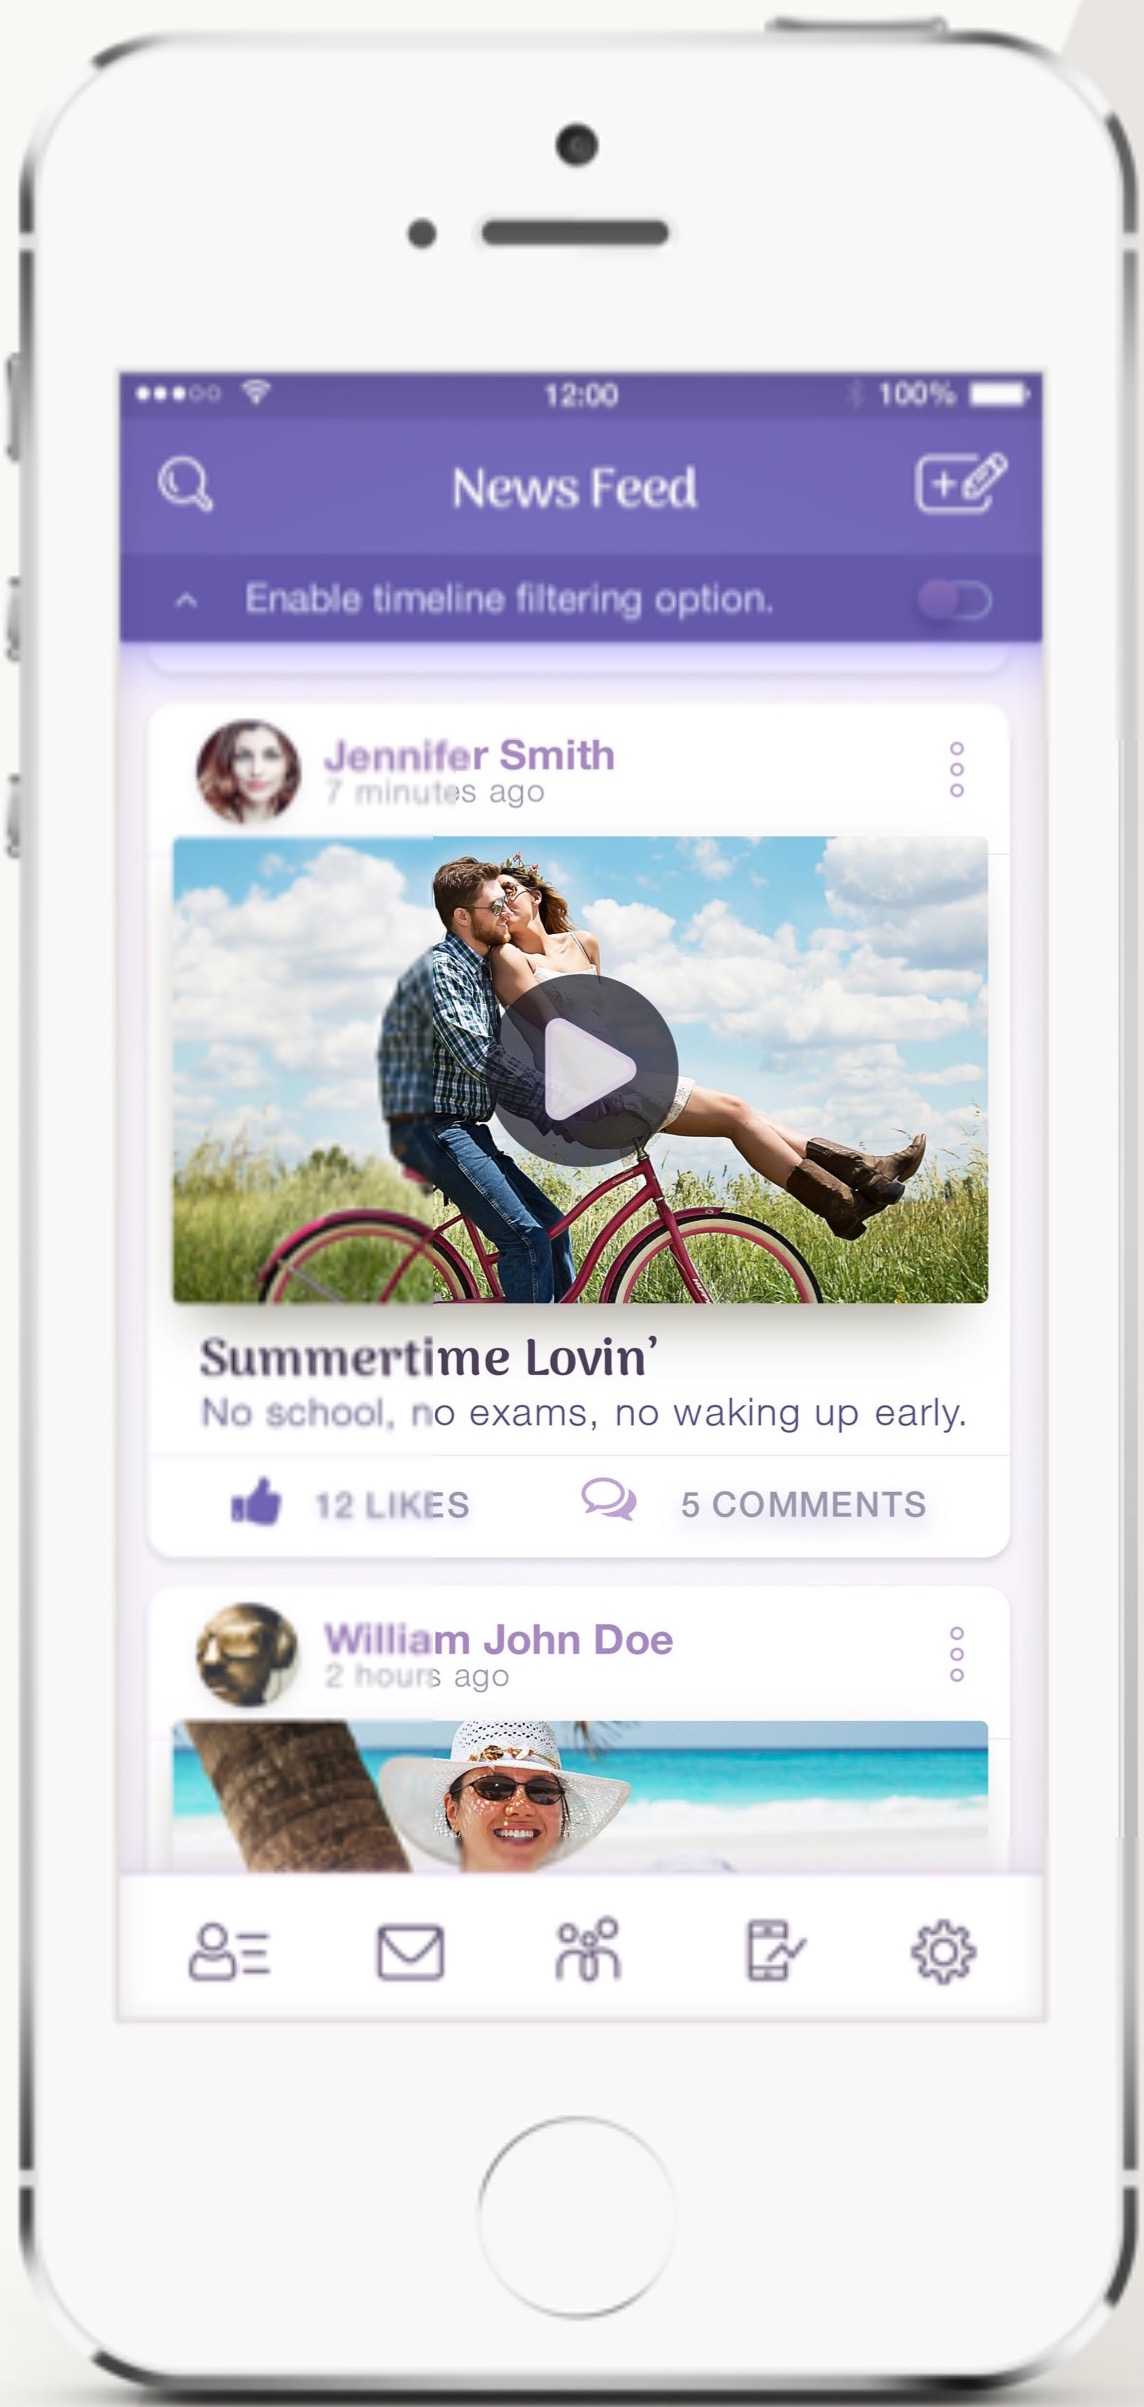 12:00
100%
News Feed
Enable timeline filtering option.
Jennifer Smith
7 minutes ago
Summertime Lovin’
No school, no exams, no waking up early.
12 LIKES
5 COMMENTS
William John Doe
2 hours ago